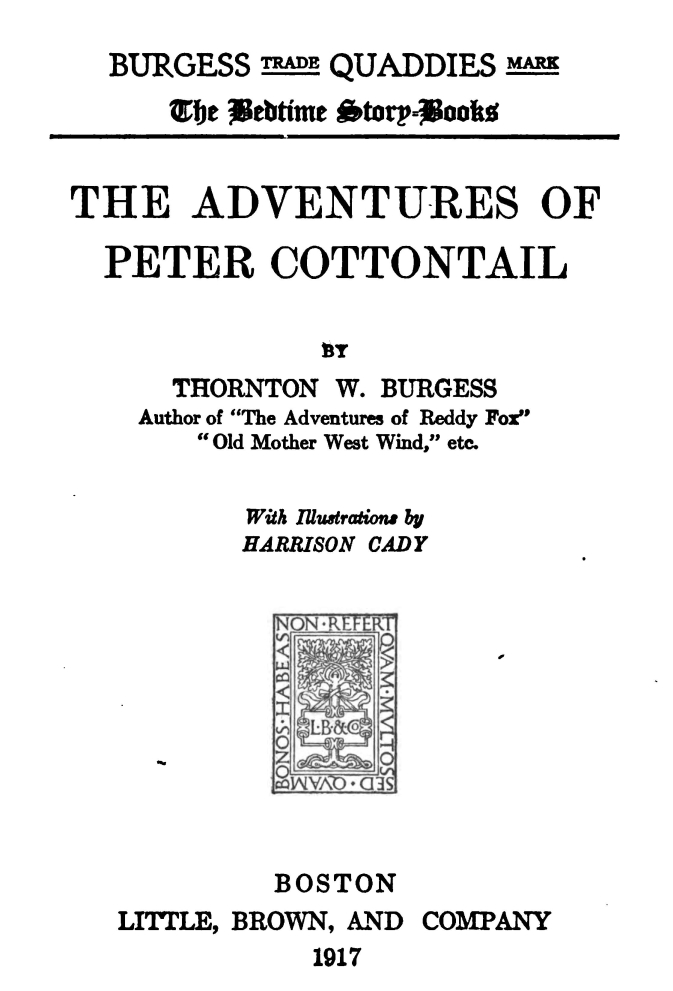 BURGESS TRADE QUADDIES MARK
The Bedtime Story-Books
THE ADVENTURES OF
PETER COTTONTAIL
BY
THORNTON W. BURGESS
Author of "The Adventures of Reddy Fox"
"Old Mother West Wind," etc.
With Illustrations by
HARRISON CADY
NON·REFERT
QVAM·MVLTOS
SED·QVAM
BONOS·HABEAS
L·B·&Co
BOSTON
LITTLE, BROWN, AND COMPANY
1917